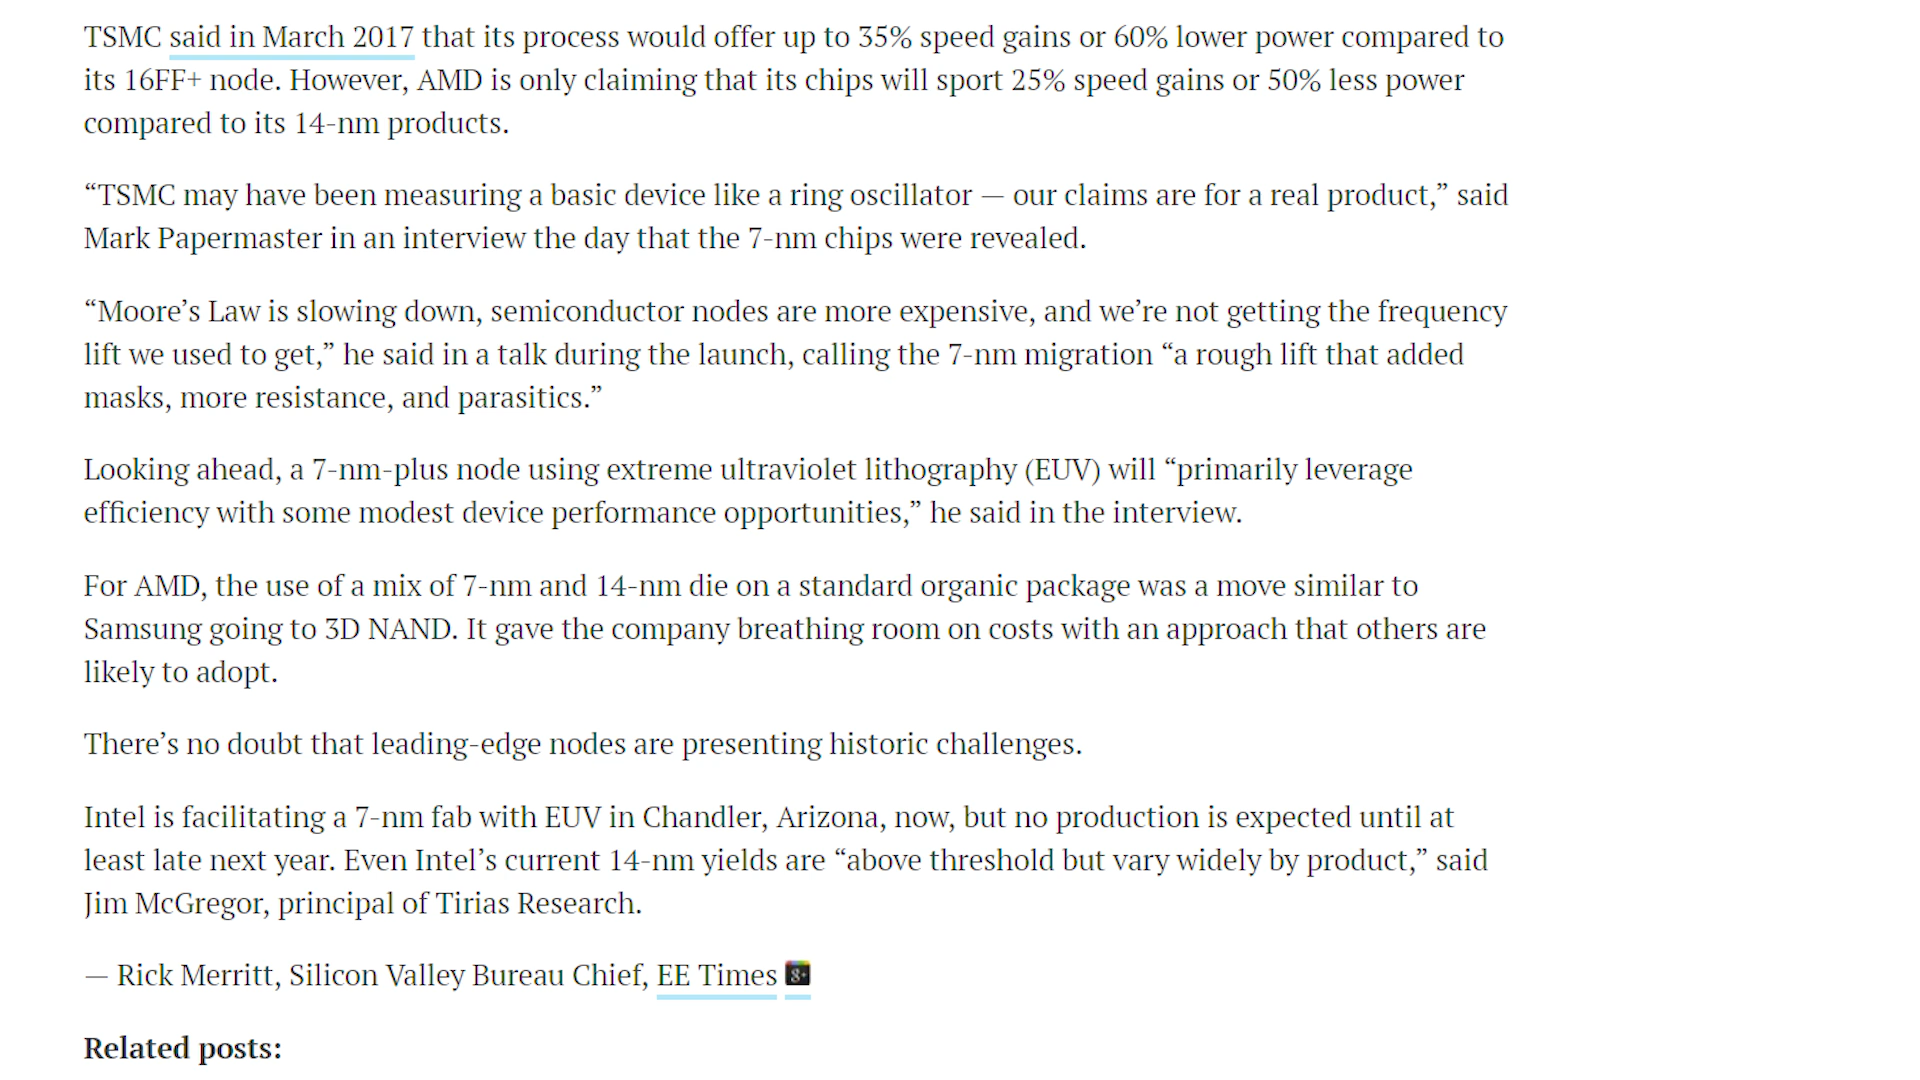 TSMC said in March 2017 that its process would offer up to 35% speed gains or 60% lower power compared to
its 16FF+ node. However, AMD is only claiming that its chips will sport 25% speed gains or 50% less power
compared to its 14-nm products.
“TSMC may have been measuring a basic device like a ring oscillator — our claims are for a real product,” said
Mark Papermaster in an interview the day that the 7-nm chips were revealed.
“Moore’s Law is slowing down, semiconductor nodes are more expensive, and we’re not getting the frequency
lift we used to get,” he said in a talk during the launch, calling the 7-nm migration “a rough lift that added
masks, more resistance, and parasitics.”
Looking ahead, a 7-nm-plus node using extreme ultraviolet lithography (EUV) will “primarily leverage
efficiency with some modest device performance opportunities,” he said in the interview.
For AMD, the use of a mix of 7-nm and 14-nm die on a standard organic package was a move similar to
Samsung going to 3D NAND. It gave the company breathing room on costs with an approach that others are
likely to adopt.
There’s no doubt that leading-edge nodes are presenting historic challenges.
Intel is facilitating a 7-nm fab with EUV in Chandler, Arizona, now, but no production is expected until at
least late next year. Even Intel’s current 14-nm yields are “above threshold but vary widely by product,” said
Jim McGregor, principal of Tirias Research.
— Rick Merritt, Silicon Valley Bureau Chief, EE Times 8+
Related posts: